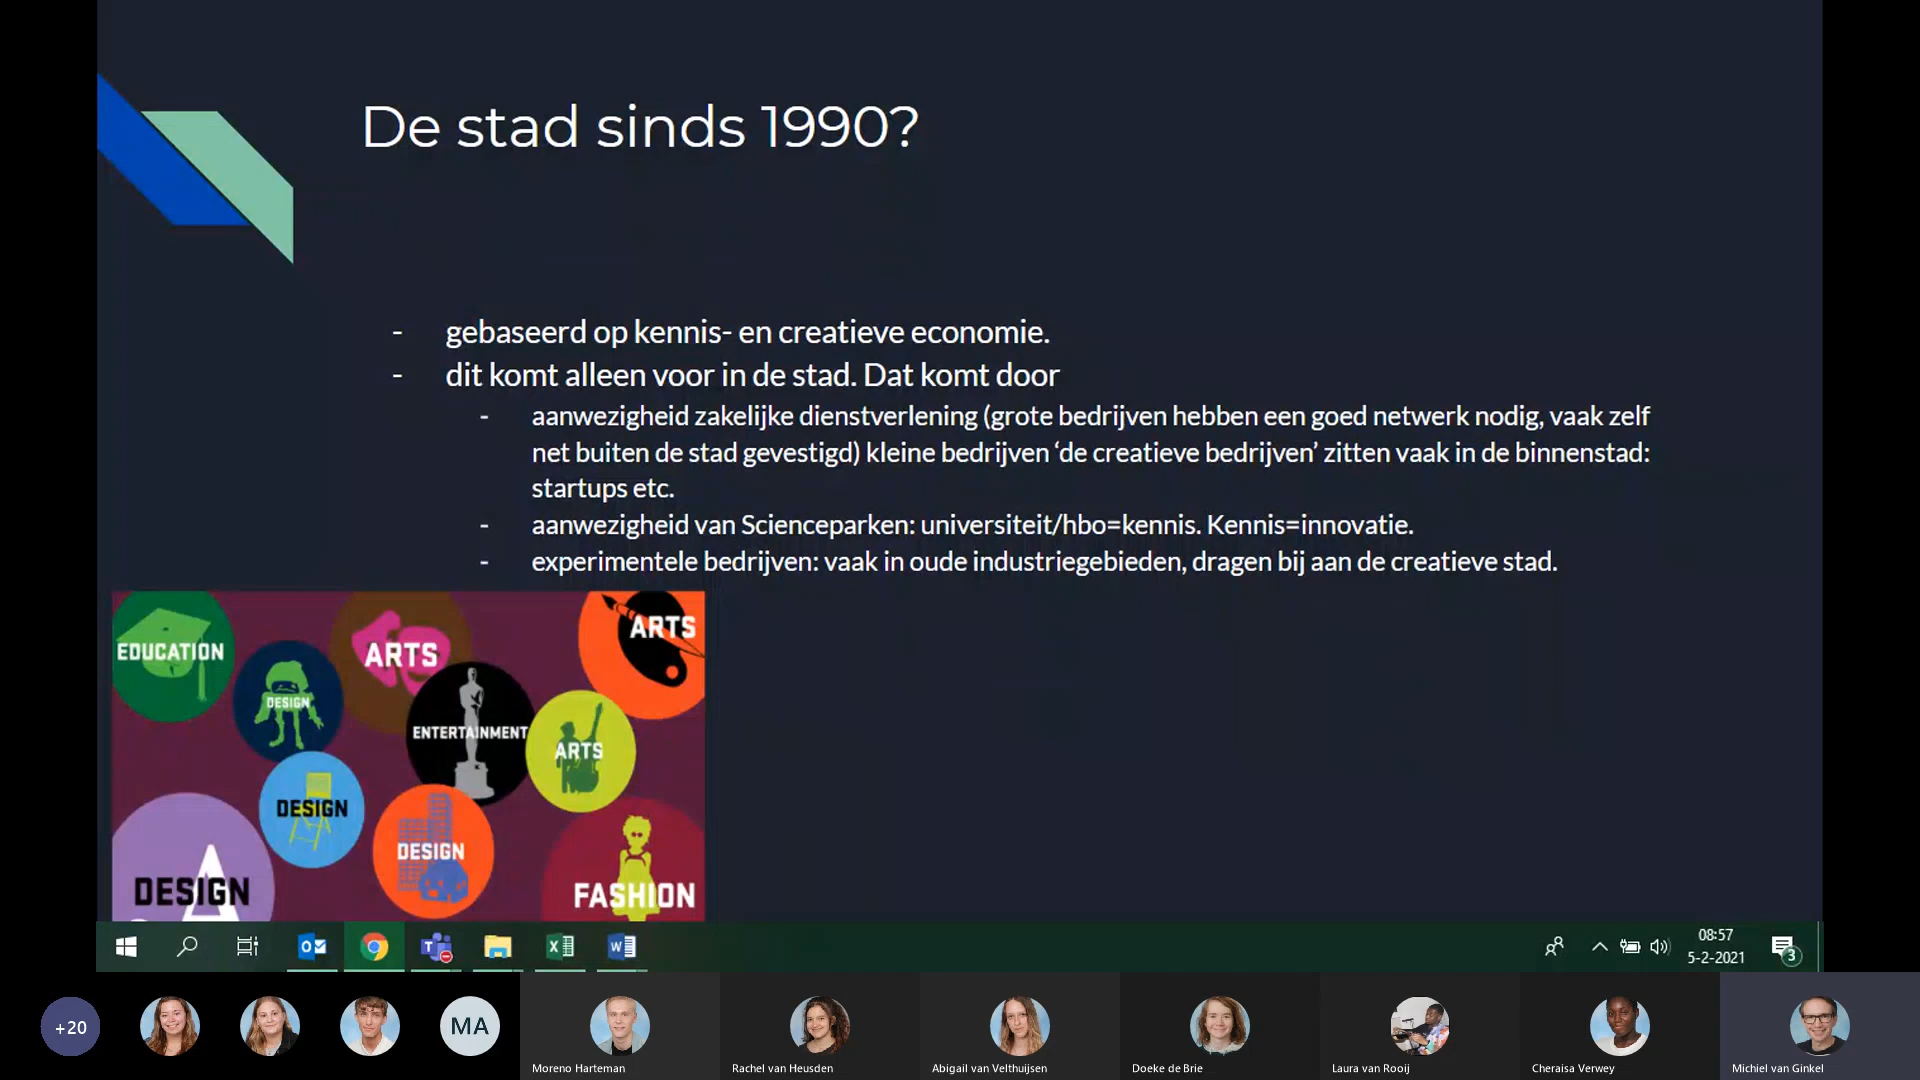 De stad sinds 1990?
- gebaseerd op kennis- en creatieve economie.
- dit komt alleen voor in de stad. Dat komt door
- aanwezigheid zakelijke dienstverlening (grote bedrijven hebben een goed netwerk nodig, vaak zelf
net buiten de stad gevestigd) kleine bedrijven ‘de creatieve bedrijven’ zitten vaak in de binnenstad:
startups etc.
- aanwezigheid van Scienceparken: universiteit/hbo=kennis. Kennis=innovatie.
- experimentele bedrijven: vaak in oude industriegebieden, dragen bij aan de creatieve stad.
EDUCATION
ARTS
ARTS
DESIGN
ENTERTAINMENT
ARTS
DESIGN
DESIGN
DESIGN
FASHION
08:57
5-2-2021
3
+20
MA
Moreno Harteman
Rachel van Heusden
Abigail van Velthuijsen
Doeke de Brie
Laura van Rooij
Cheraisa Verwey
Michiel van Ginkel